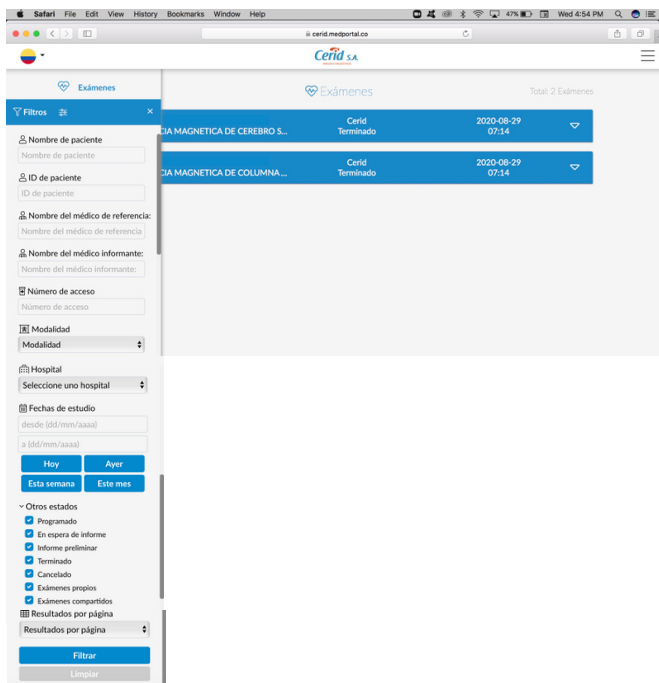 Safari File Edit View History Bookmarks Window Help 47% Wed 4:54 PM
cerid.medportal.co
Cerid S.A.
Exámenes
Exámenes
Total: 2 Exámenes
Filtros
CIA MAGNETICA DE CEREBRO S...
Cerid
Terminado
2020-08-29
07:14
CIA MAGNETICA DE COLUMNA ...
Cerid
Terminado
2020-08-29
07:14
Nombre de paciente
Nombre de paciente
ID de paciente
ID de paciente
Nombre del médico de referencia:
Nombre del médico de referencia
Nombre del médico informante:
Nombre del médico informante:
Número de acceso
Número de acceso
Modalidad
Modalidad
Hospital
Seleccione uno hospital
Fechas de estudio
desde (dd/mm/aaaa)
a (dd/mm/aaaa)
Hoy Ayer
Esta semana Este mes
Otros estados
Programado
En espera de informe
Informe preliminar
Terminado
Cancelado
Exámenes propios
Exámenes compartidos
Resultados por página
Resultados por página
Filtrar
Limpiar